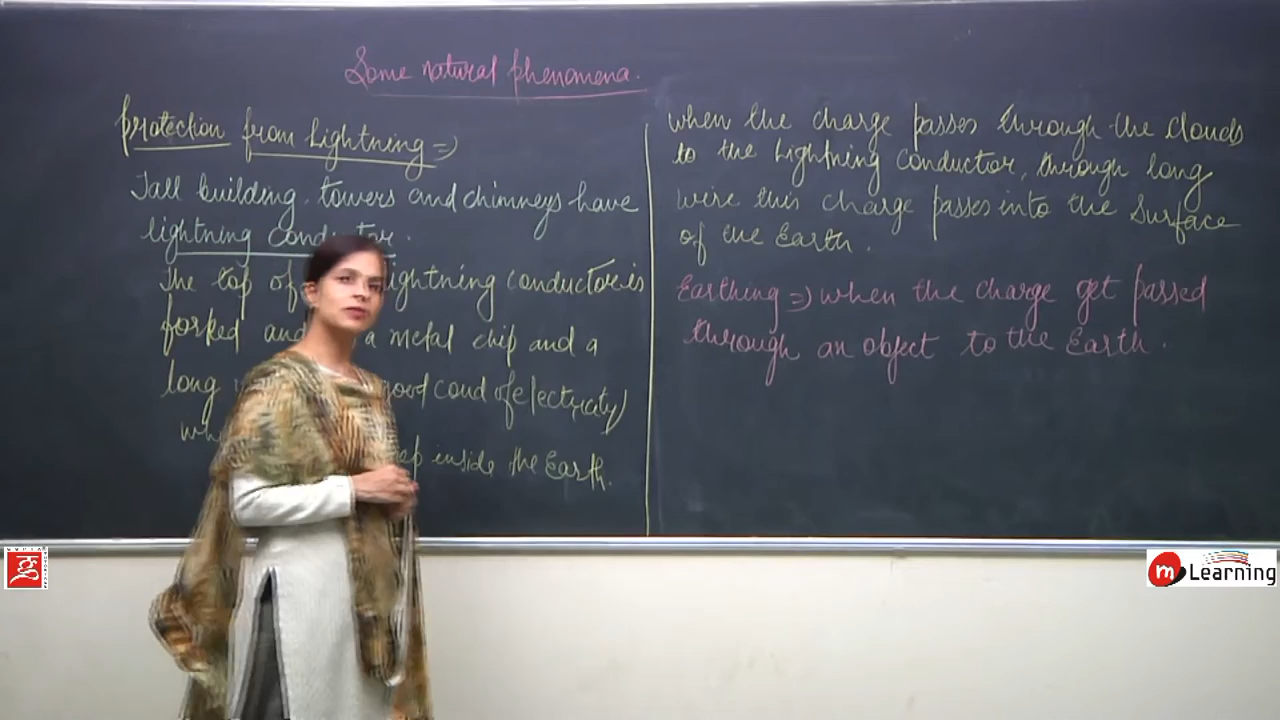 Some natural phenomena.
Protection from Lightning =>
Tall building, towers and chimneys have
lightning conductor.
The top of lightning conductor is
forked and a metal chip and a
long good cond of electricity)
inside the Earth.
when the charge passes through the clouds
to the Lightning conductor, through long
wire this charge passes into the surface
of the Earth.
Earthing => when the charge get passed
through an object to the Earth.
m Learning